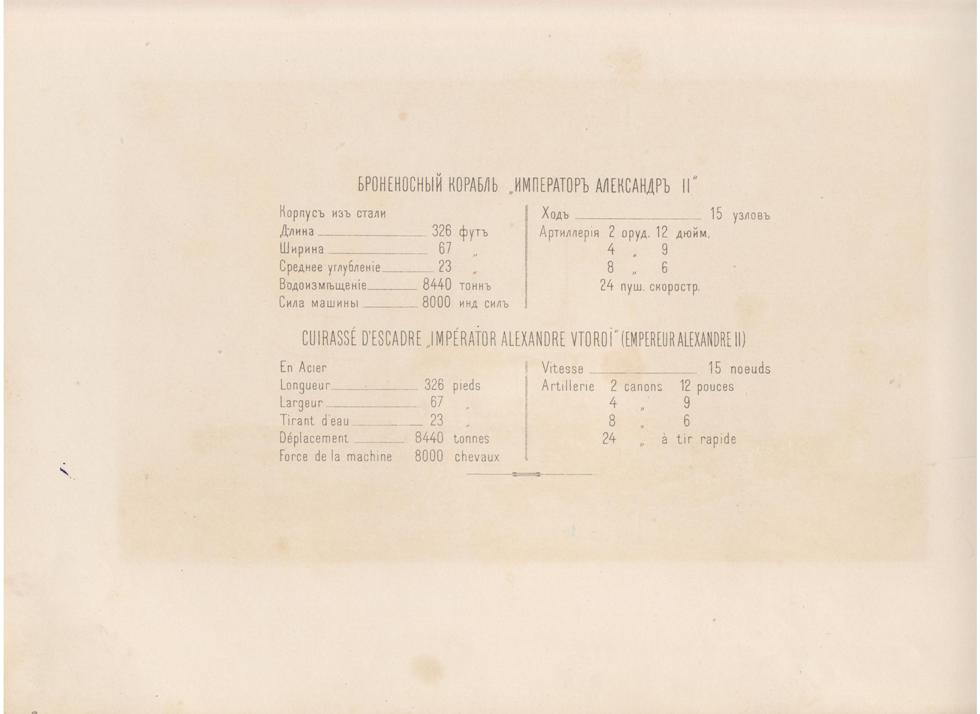 БРОНЕНОСНЫЙ КОРАБЛЬ „ИМПЕРАТОРЪ АЛЕКСАНДРЪ II“
Корпусъ изъ стали
Длина 326 футъ
Ширина 67 „
Среднее углубленіе 23 „
Водоизмѣщеніе 8440 тоннъ
Сила машины 8000 инд силъ
Ходъ 15 узловъ
Артиллерія 2 оруд. 12 дюйм.
4 „ 9
8 „ 6
24 пуш. скоростр.
CUIRASSÉ D'ESCADRE „IMPÉRATOR ALEXANDRE VTOROÏ“ (EMPEREUR ALEXANDRE II)
En Acier
Longueur 326 pieds
Largeur 67 „
Tirant d'eau 23 „
Déplacement 8440 tonnes
Force de la machine 8000 chevaux
Vitesse 15 noeuds
Artillerie 2 canons 12 pouces
4 „ 9
8 „ 6
24 „ à tir rapide